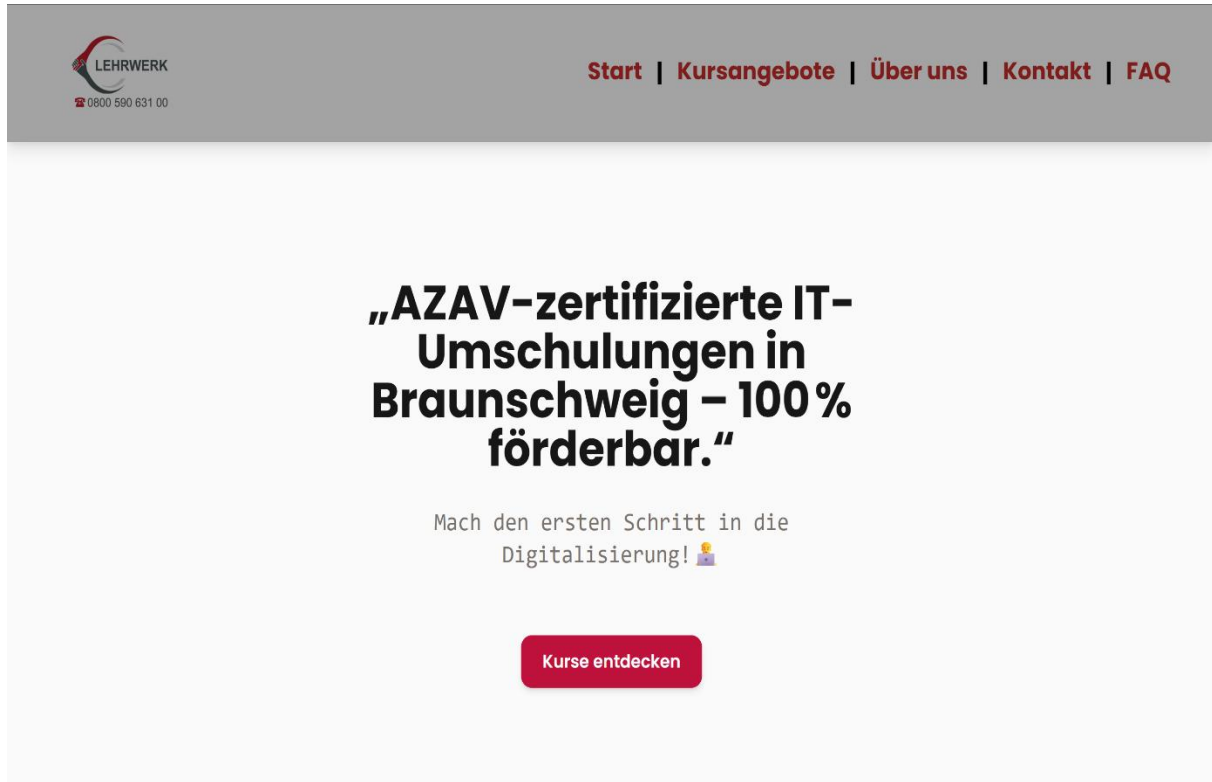 LEHRWERK
☎ 0800 590 631 00
Start | Kursangebote | Über uns | Kontakt | FAQ
„AZAV-zertifizierte IT-
Umschulungen in
Braunschweig – 100 %
förderbar.“
Mach den ersten Schritt in die
Digitalisierung! 🧑‍💻
Kurse entdecken